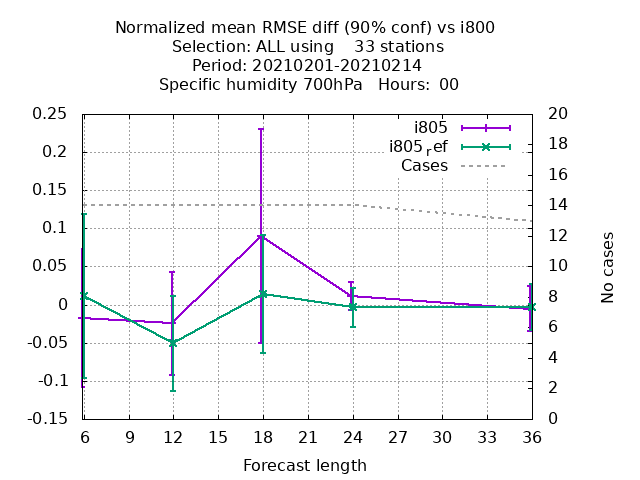 Normalized mean RMSE diff (90% conf) vs i800
Selection: ALL using    33 stations
Period: 20210201-20210214
Specific humidity 700hPa   Hours:  00
0.25
0.2
0.15
0.1
0.05
0
-0.05
-0.1
-0.15
20
18
16
14
12
10
8
6
4
2
0
i805
i805ref
Cases
No cases
6 9 12 15 18 21 24 27 30 33 36
Forecast length